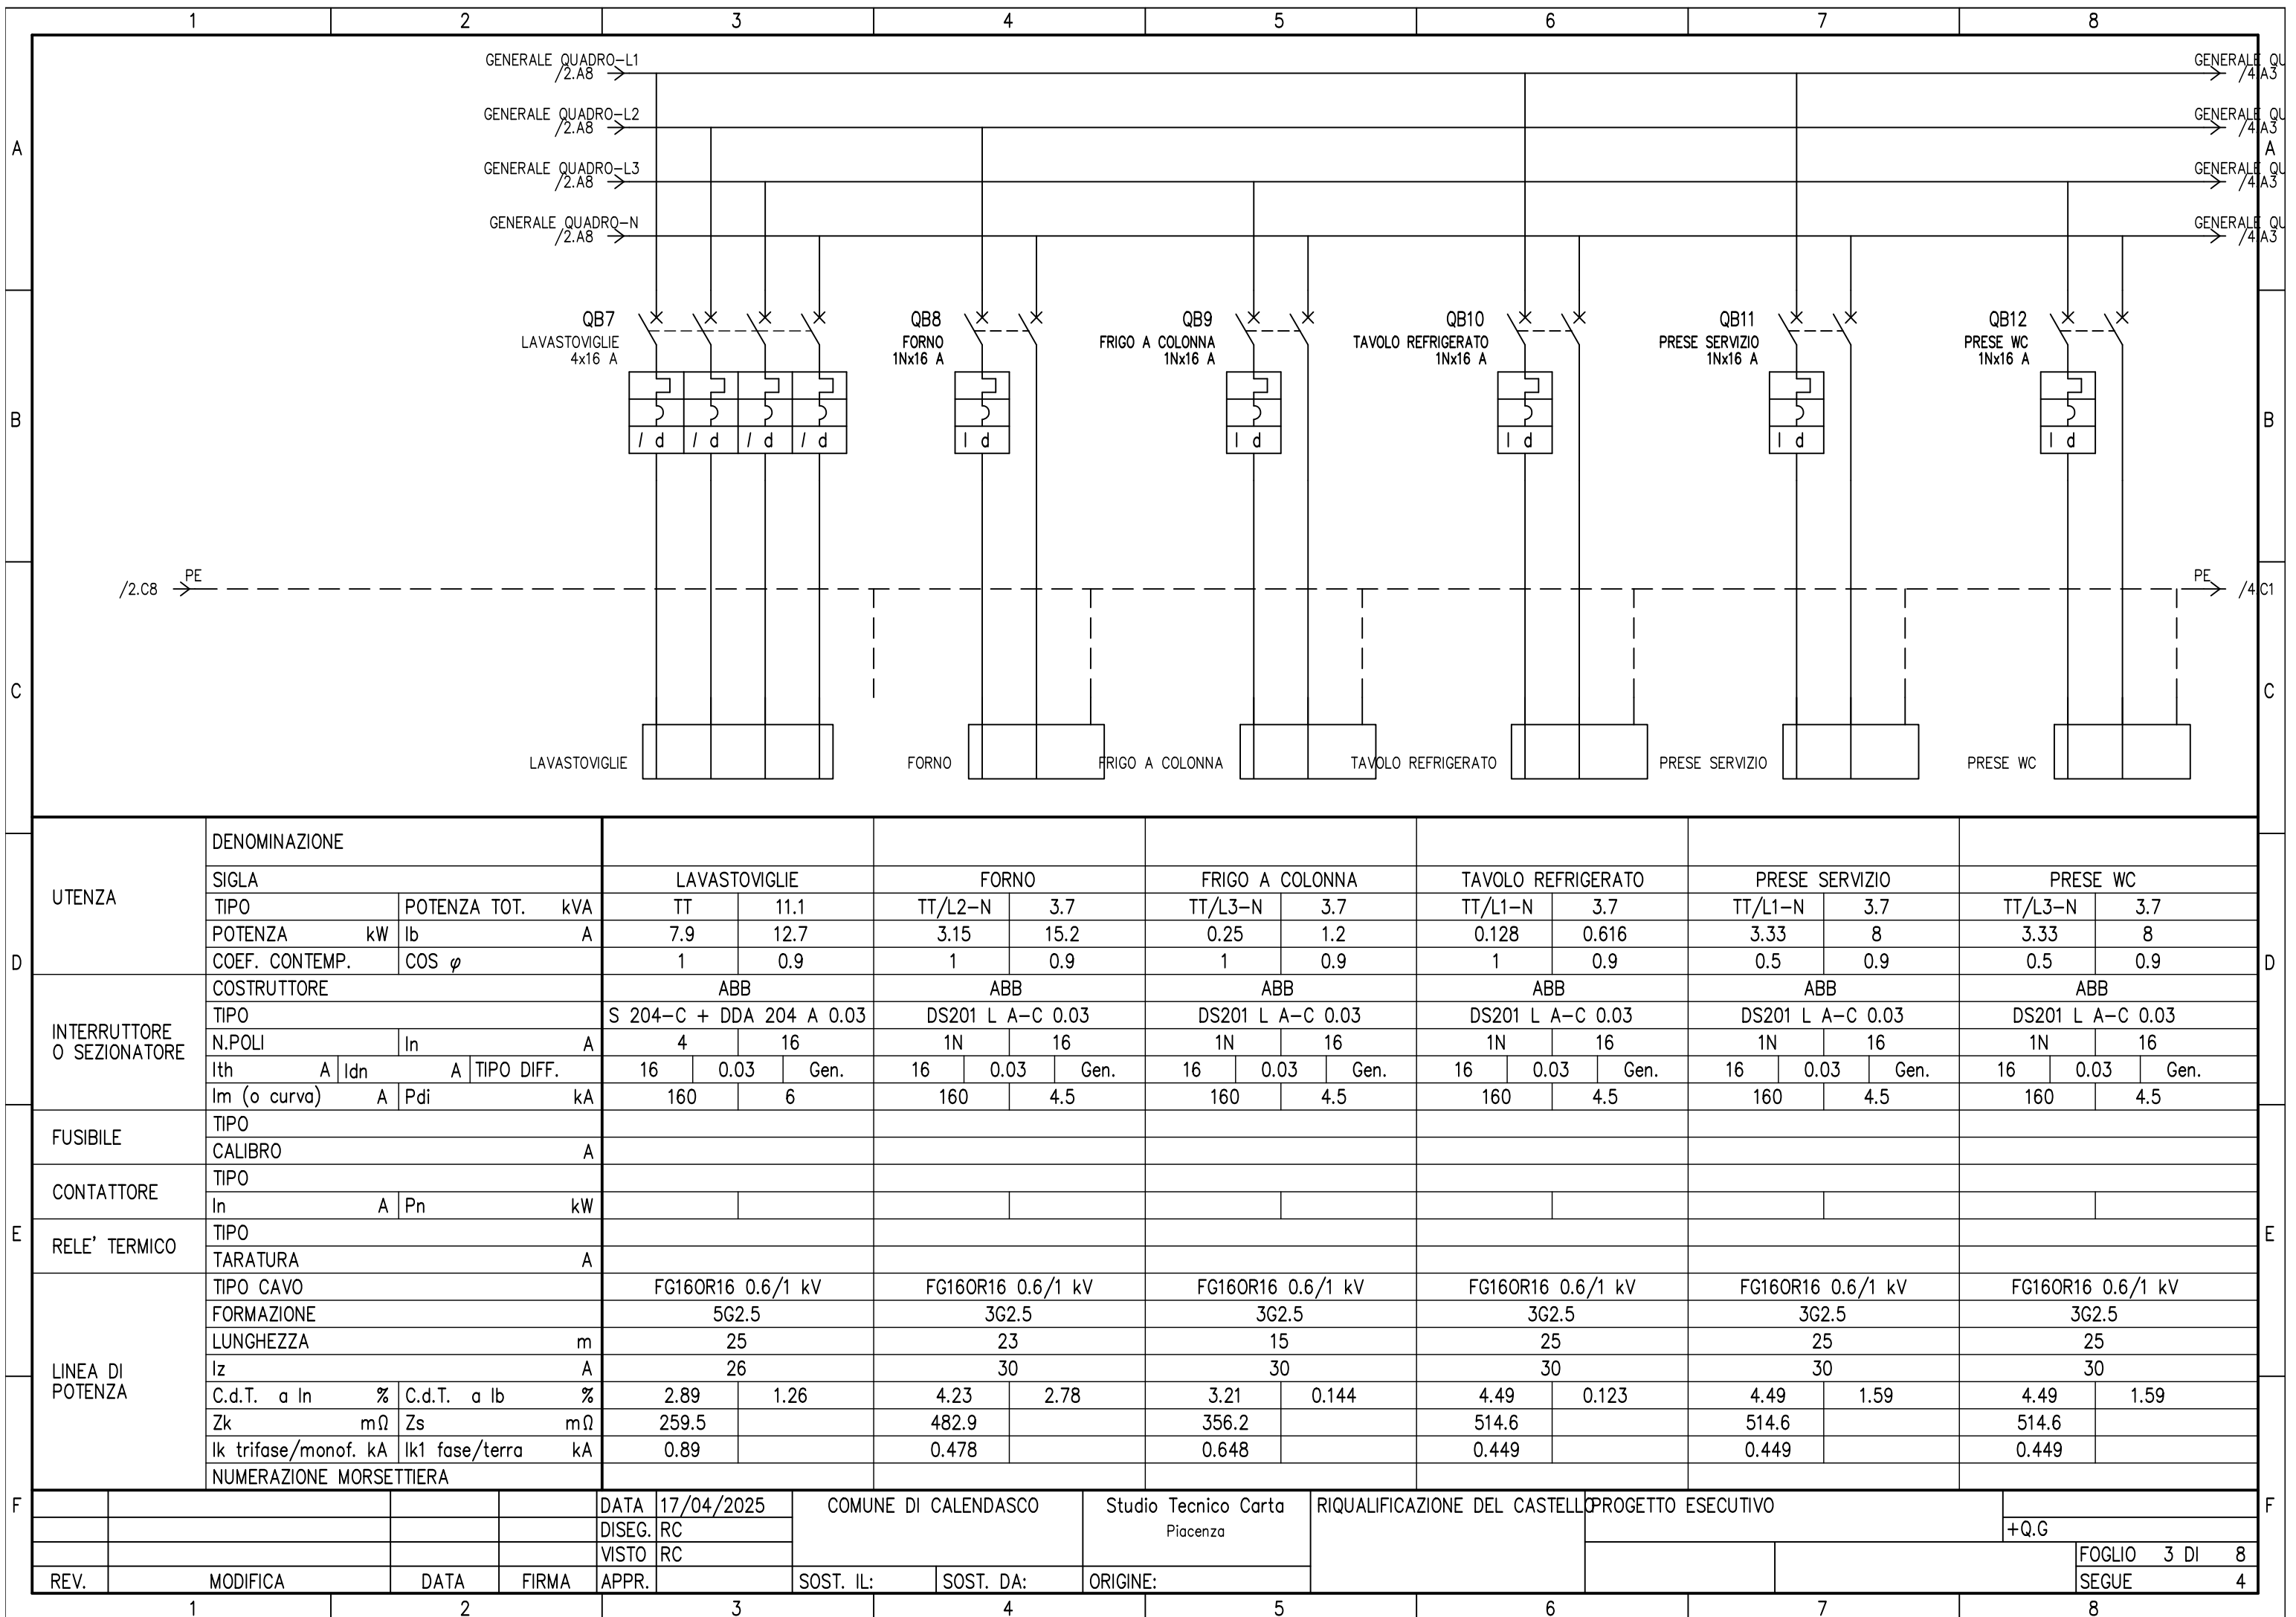 1 2 3 4 5 6 7 8
GENERALE QUADRO-L1
/2.A8
GENERALE QU
/4.A3
GENERALE QUADRO-L2
/2.A8
GENERALE QU
/4.A3
A A
GENERALE QUADRO-L3
/2.A8
GENERALE QU
/4.A3
GENERALE QUADRO-N
/2.A8
GENERALE QU
/4.A3
QB7
LAVASTOVIGLIE
4x16 A
QB8
FORNO
1Nx16 A
QB9
FRIGO A COLONNA
1Nx16 A
QB10
TAVOLO REFRIGERATO
1Nx16 A
QB11
PRESE SERVIZIO
1Nx16 A
QB12
PRESE WC
1Nx16 A
B B
I d I d I d I d I d I d I d I d I d
/2.C8 PE PE /4.C1
C C
LAVASTOVIGLIE FORNO FRIGO A COLONNA TAVOLO REFRIGERATO PRESE SERVIZIO PRESE WC
UTENZA
DENOMINAZIONE
SIGLA LAVASTOVIGLIE FORNO FRIGO A COLONNA TAVOLO REFRIGERATO PRESE SERVIZIO PRESE WC
TIPO POTENZA TOT. kVA TT 11.1 TT/L2-N 3.7 TT/L3-N 3.7 TT/L1-N 3.7 TT/L1-N 3.7 TT/L3-N 3.7
POTENZA kW Ib A 7.9 12.7 3.15 15.2 0.25 1.2 0.128 0.616 3.33 8 3.33 8
D COEF. CONTEMP. COS φ 1 0.9 1 0.9 1 0.9 1 0.9 0.5 0.9 0.5 0.9 D
INTERRUTTORE
O SEZIONATORE
COSTRUTTORE ABB ABB ABB ABB ABB ABB
TIPO S 204-C + DDA 204 A 0.03 DS201 L A-C 0.03 DS201 L A-C 0.03 DS201 L A-C 0.03 DS201 L A-C 0.03 DS201 L A-C 0.03
N.POLI In A 4 16 1N 16 1N 16 1N 16 1N 16 1N 16
Ith A Idn A TIPO DIFF. 16 0.03 Gen. 16 0.03 Gen. 16 0.03 Gen. 16 0.03 Gen. 16 0.03 Gen. 16 0.03 Gen.
Im (o curva) A Pdi kA 160 6 160 4.5 160 4.5 160 4.5 160 4.5 160 4.5
FUSIBILE
TIPO
CALIBRO A
CONTATTORE
TIPO
In A Pn kW
E E
RELE' TERMICO
TIPO
TARATURA A
LINEA DI
POTENZA
TIPO CAVO FG16OR16 0.6/1 kV FG16OR16 0.6/1 kV FG16OR16 0.6/1 kV FG16OR16 0.6/1 kV FG16OR16 0.6/1 kV FG16OR16 0.6/1 kV
FORMAZIONE 5G2.5 3G2.5 3G2.5 3G2.5 3G2.5 3G2.5
LUNGHEZZA m 25 23 15 25 25 25
Iz A 26 30 30 30 30 30
C.d.T. a In % C.d.T. a Ib % 2.89 1.26 4.23 2.78 3.21 0.144 4.49 0.123 4.49 1.59 4.49 1.59
Zk mΩ Zs mΩ 259.5 482.9 356.2 514.6 514.6 514.6
Ik trifase/monof. kA Ik1 fase/terra kA 0.89 0.478 0.648 0.449 0.449 0.449
NUMERAZIONE MORSETTIERA
F F
DATA 17/04/2025 COMUNE DI CALENDASCO Studio Tecnico Carta RIQUALIFICAZIONE DEL CASTELLO PROGETTO ESECUTIVO
DISEG. RC Piacenza +Q.G
VISTO RC FOGLIO 3 DI 8
REV. MODIFICA DATA FIRMA APPR. SOST. IL: SOST. DA: ORIGINE: SEGUE 4
1 2 3 4 5 6 7 8